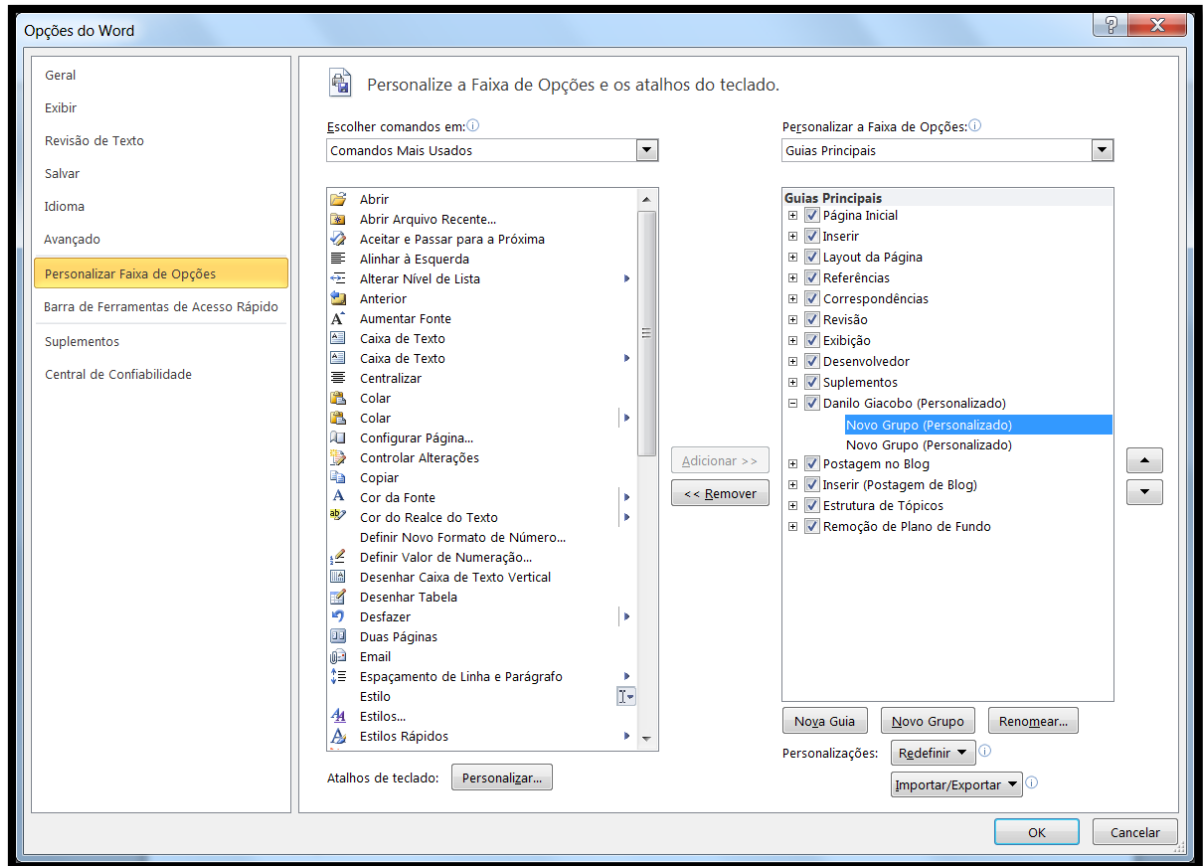 Opções do Word
Geral
Exibir
Revisão de Texto
Salvar
Idioma
Avançado
Personalizar Faixa de Opções
Barra de Ferramentas de Acesso Rápido
Suplementos
Central de Confiabilidade
Personalize a Faixa de Opções e os atalhos do teclado.
Escolher comandos em:
Comandos Mais Usados
Abrir
Abrir Arquivo Recente...
Aceitar e Passar para a Próxima
Alinhar à Esquerda
Alterar Nível de Lista
Anterior
Aumentar Fonte
Caixa de Texto
Caixa de Texto
Centralizar
Colar
Colar
Configurar Página...
Controlar Alterações
Copiar
Cor da Fonte
Cor do Realce do Texto
Definir Novo Formato de Número...
Definir Valor de Numeração...
Desenhar Caixa de Texto Vertical
Desenhar Tabela
Desfazer
Duas Páginas
Email
Espaçamento de Linha e Parágrafo
Estilo
Estilos...
Estilos Rápidos
Atalhos de teclado: Personalizar...
Adicionar >>
<< Remover
Personalizar a Faixa de Opções:
Guias Principais
Guias Principais
Página Inicial
Inserir
Layout da Página
Referências
Correspondências
Revisão
Exibição
Desenvolvedor
Suplementos
Danilo Giacobo (Personalizado)
Novo Grupo (Personalizado)
Novo Grupo (Personalizado)
Postagem no Blog
Inserir (Postagem de Blog)
Estrutura de Tópicos
Remoção de Plano de Fundo
Nova Guia Novo Grupo Renomear...
Personalizações: Redefinir
Importar/Exportar
OK Cancelar